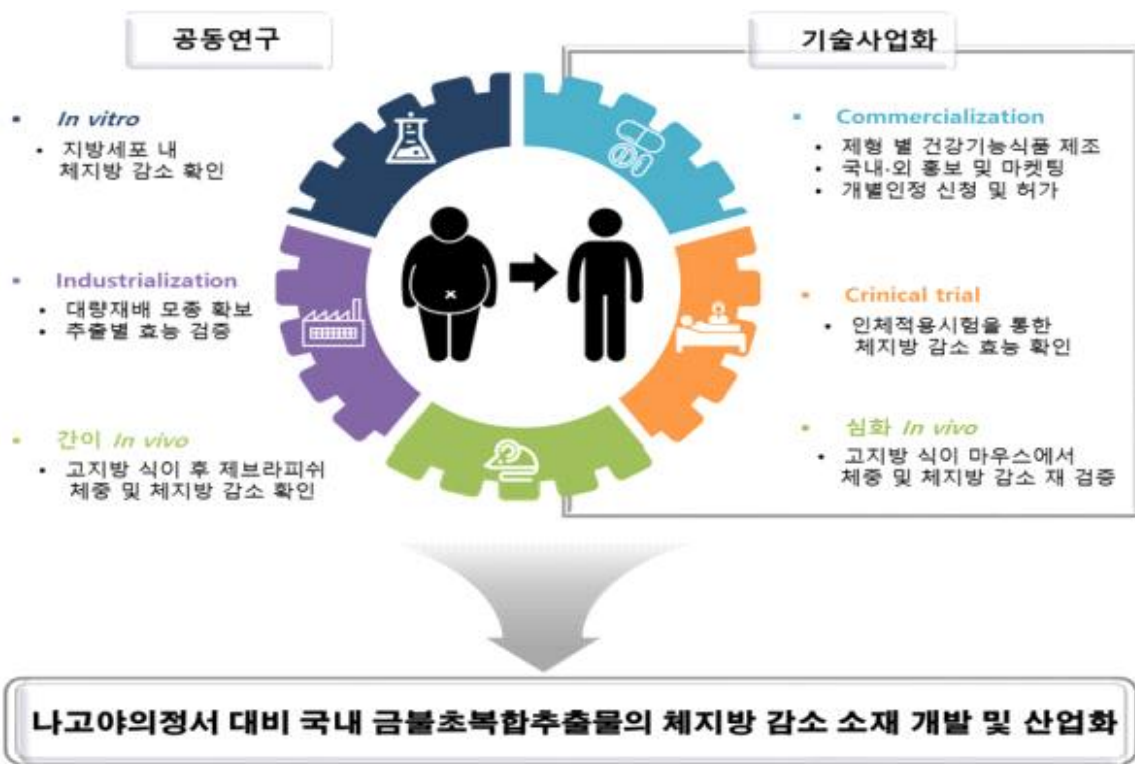 공동연구
• In vitro
• 지방세포 내
체지방 감소 확인
• Industrialization
• 대량재배 모종 확보
• 추출별 효능 검증
• 간이 In vivo
• 고지방 식이 후 제브라피쉬
체중 및 체지방 감소 확인
기술사업화
• Commercialization
• 제형 별 건강기능식품 제조
• 국내·외 홍보 및 마켓팅
• 개별인정 신청 및 허가
• Crinical trial
• 인체적용시험을 통한
체지방 감소 효능 확인
• 심화 In vivo
• 고지방 식이 마우스에서
체중 및 체지방 감소 재 검증
나고야의정서 대비 국내 금불초복합추출물의 체지방 감소 소재 개발 및 산업화